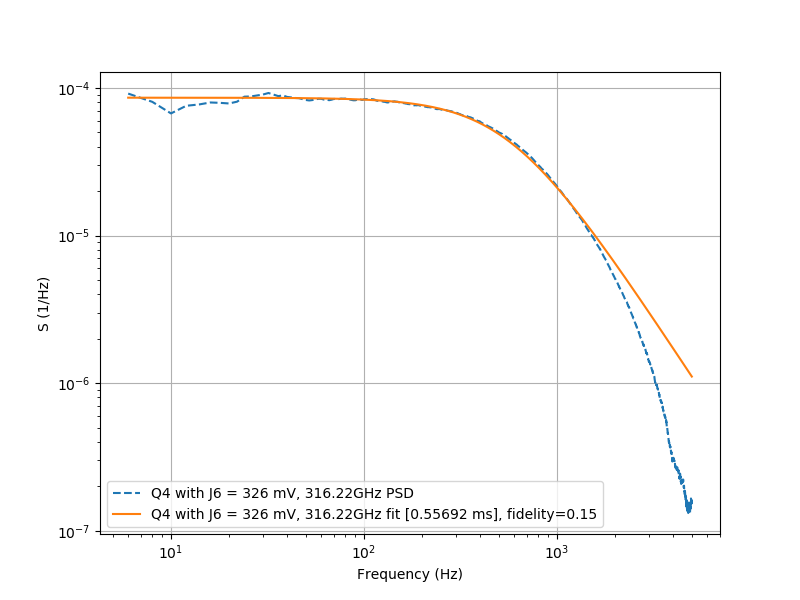 10⁻⁴
10⁻⁵
10⁻⁶
10⁻⁷
S (1/Hz)
Q4 with J6 = 326 mV, 316.22GHz PSD
Q4 with J6 = 326 mV, 316.22GHz fit [0.55692 ms], fidelity=0.15
10¹
10²
10³
Frequency (Hz)